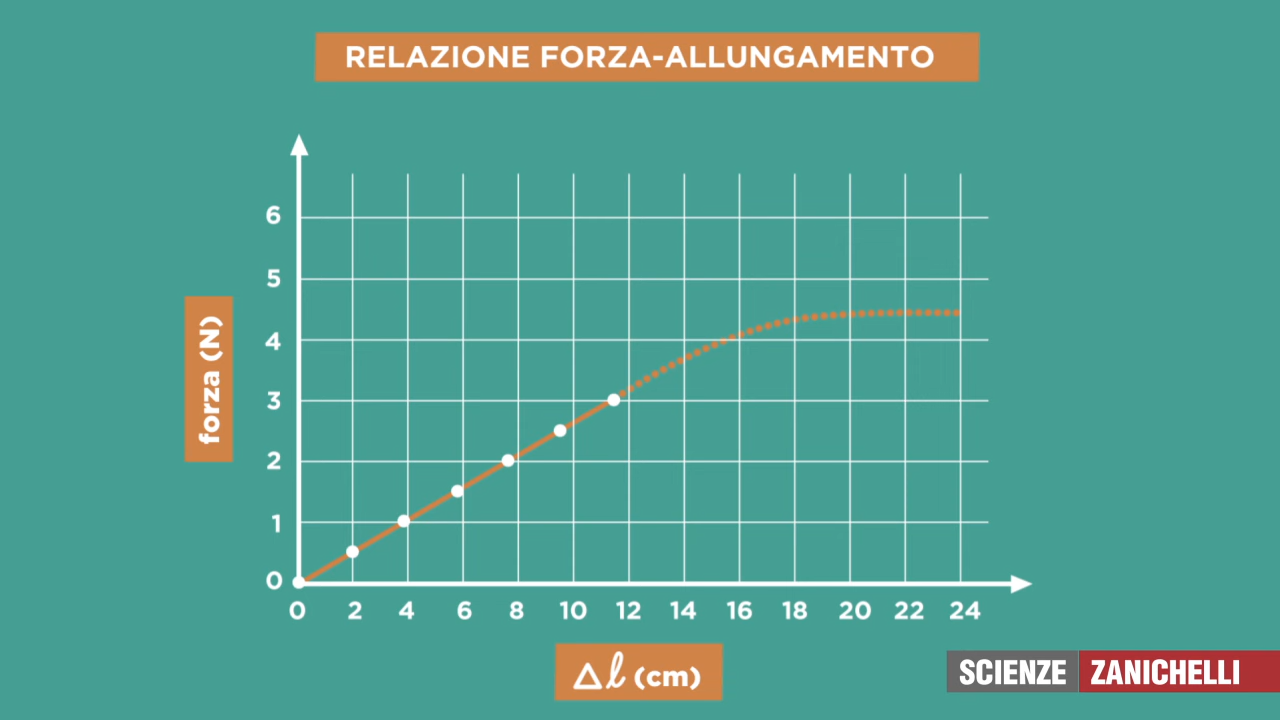 RELAZIONE FORZA-ALLUNGAMENTO
forza (N)
6
5
4
3
2
1
0
0 2 4 6 8 10 12 14 16 18 20 22 24
Δℓ (cm)
SCIENZE ZANICHELLI